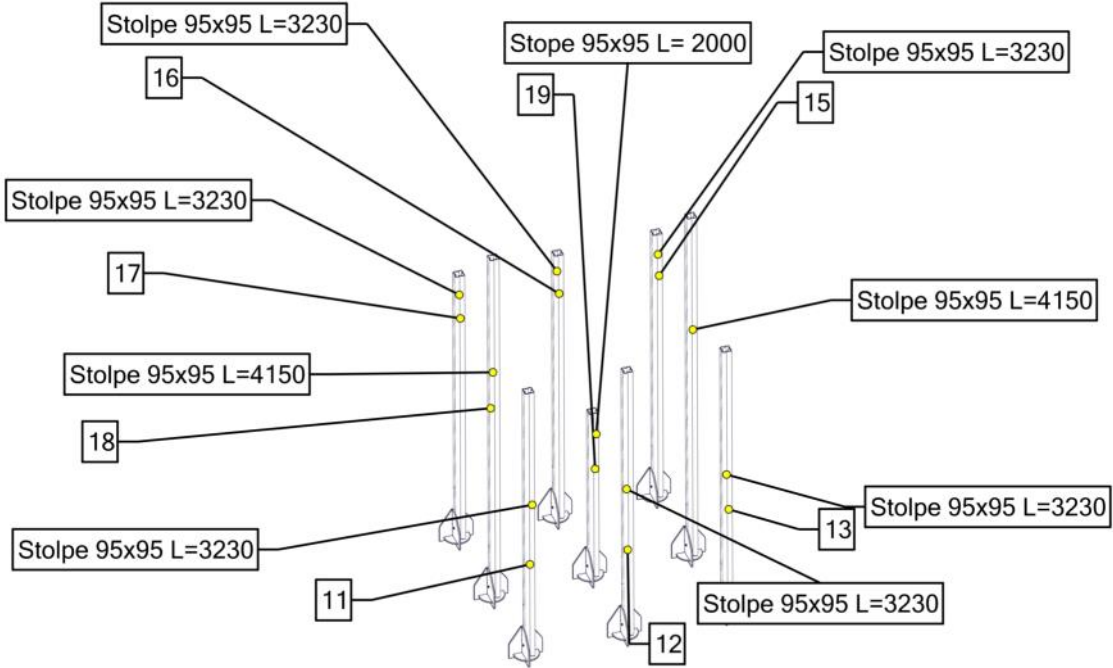 Stolpe 95x95 L=3230
Stope 95x95 L= 2000
Stolpe 95x95 L=3230
16
19
15
Stolpe 95x95 L=3230
17
Stolpe 95x95 L=4150
Stolpe 95x95 L=4150
18
Stolpe 95x95 L=3230
13
Stolpe 95x95 L=3230
11
Stolpe 95x95 L=3230
12